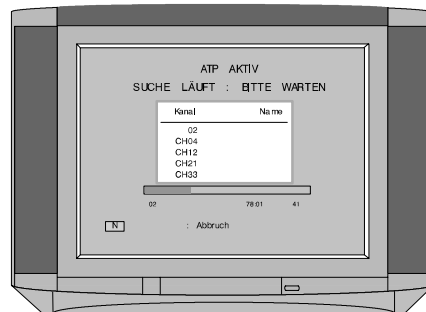 ATP AKTIV
SUCHE LÄUFT : BITTE WARTEN
Kanal Name
02
CH04
CH12
CH21
CH33
02 78:01 41
N : Abbruch